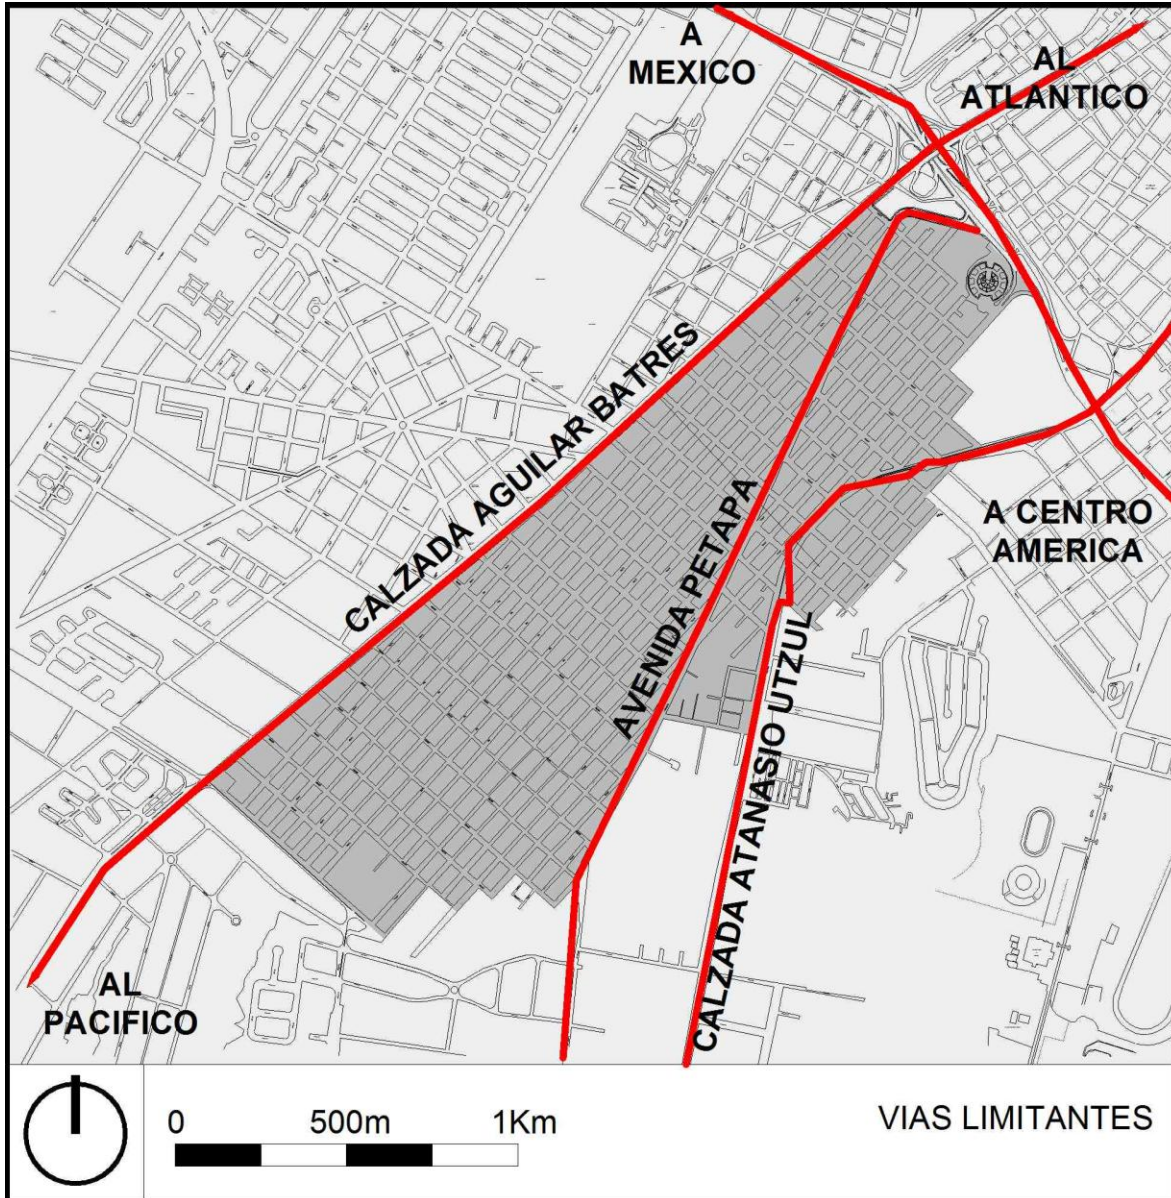 A
MEXICO
AL
ATLANTICO
CALZADA AGUILAR BATRES
AVENIDA PETAPA
A CENTRO
AMERICA
CALZADA ATANASIO UTZUL
AL
PACIFICO
0 500m 1Km
VIAS LIMITANTES